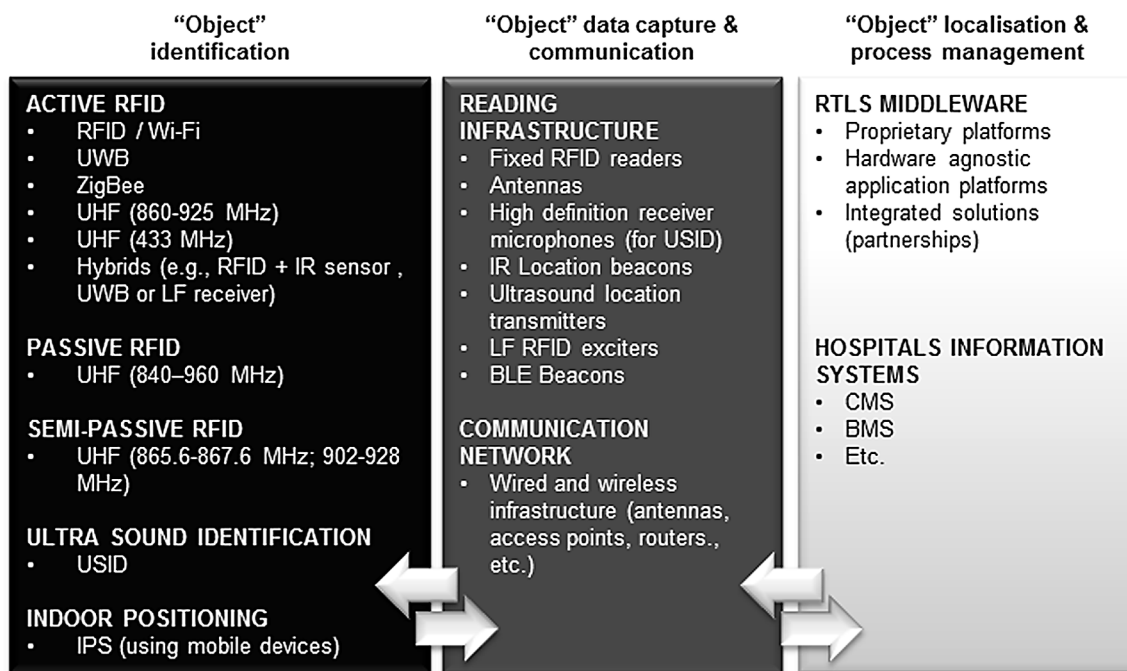 “Object”
identification
“Object” data capture &
communication
“Object” localisation &
process management
ACTIVE RFID
• RFID / Wi-Fi
• UWB
• ZigBee
• UHF (860-925 MHz)
• UHF (433 MHz)
• Hybrids (e.g., RFID + IR sensor ,
UWB or LF receiver)
PASSIVE RFID
• UHF (840–960 MHz)
SEMI-PASSIVE RFID
• UHF (865.6-867.6 MHz; 902-928
MHz)
ULTRA SOUND IDENTIFICATION
• USID
INDOOR POSITIONING
• IPS (using mobile devices)
READING
INFRASTRUCTURE
• Fixed RFID readers
• Antennas
• High definition receiver
microphones (for USID)
• IR Location beacons
• Ultrasound location
transmitters
• LF RFID exciters
• BLE Beacons
COMMUNICATION
NETWORK
• Wired and wireless
infrastructure (antennas,
access points, routers., etc.)
RTLS MIDDLEWARE
• Proprietary platforms
• Hardware agnostic
application platforms
• Integrated solutions
(partnerships)
HOSPITALS INFORMATION
SYSTEMS
• CMS
• BMS
• Etc.